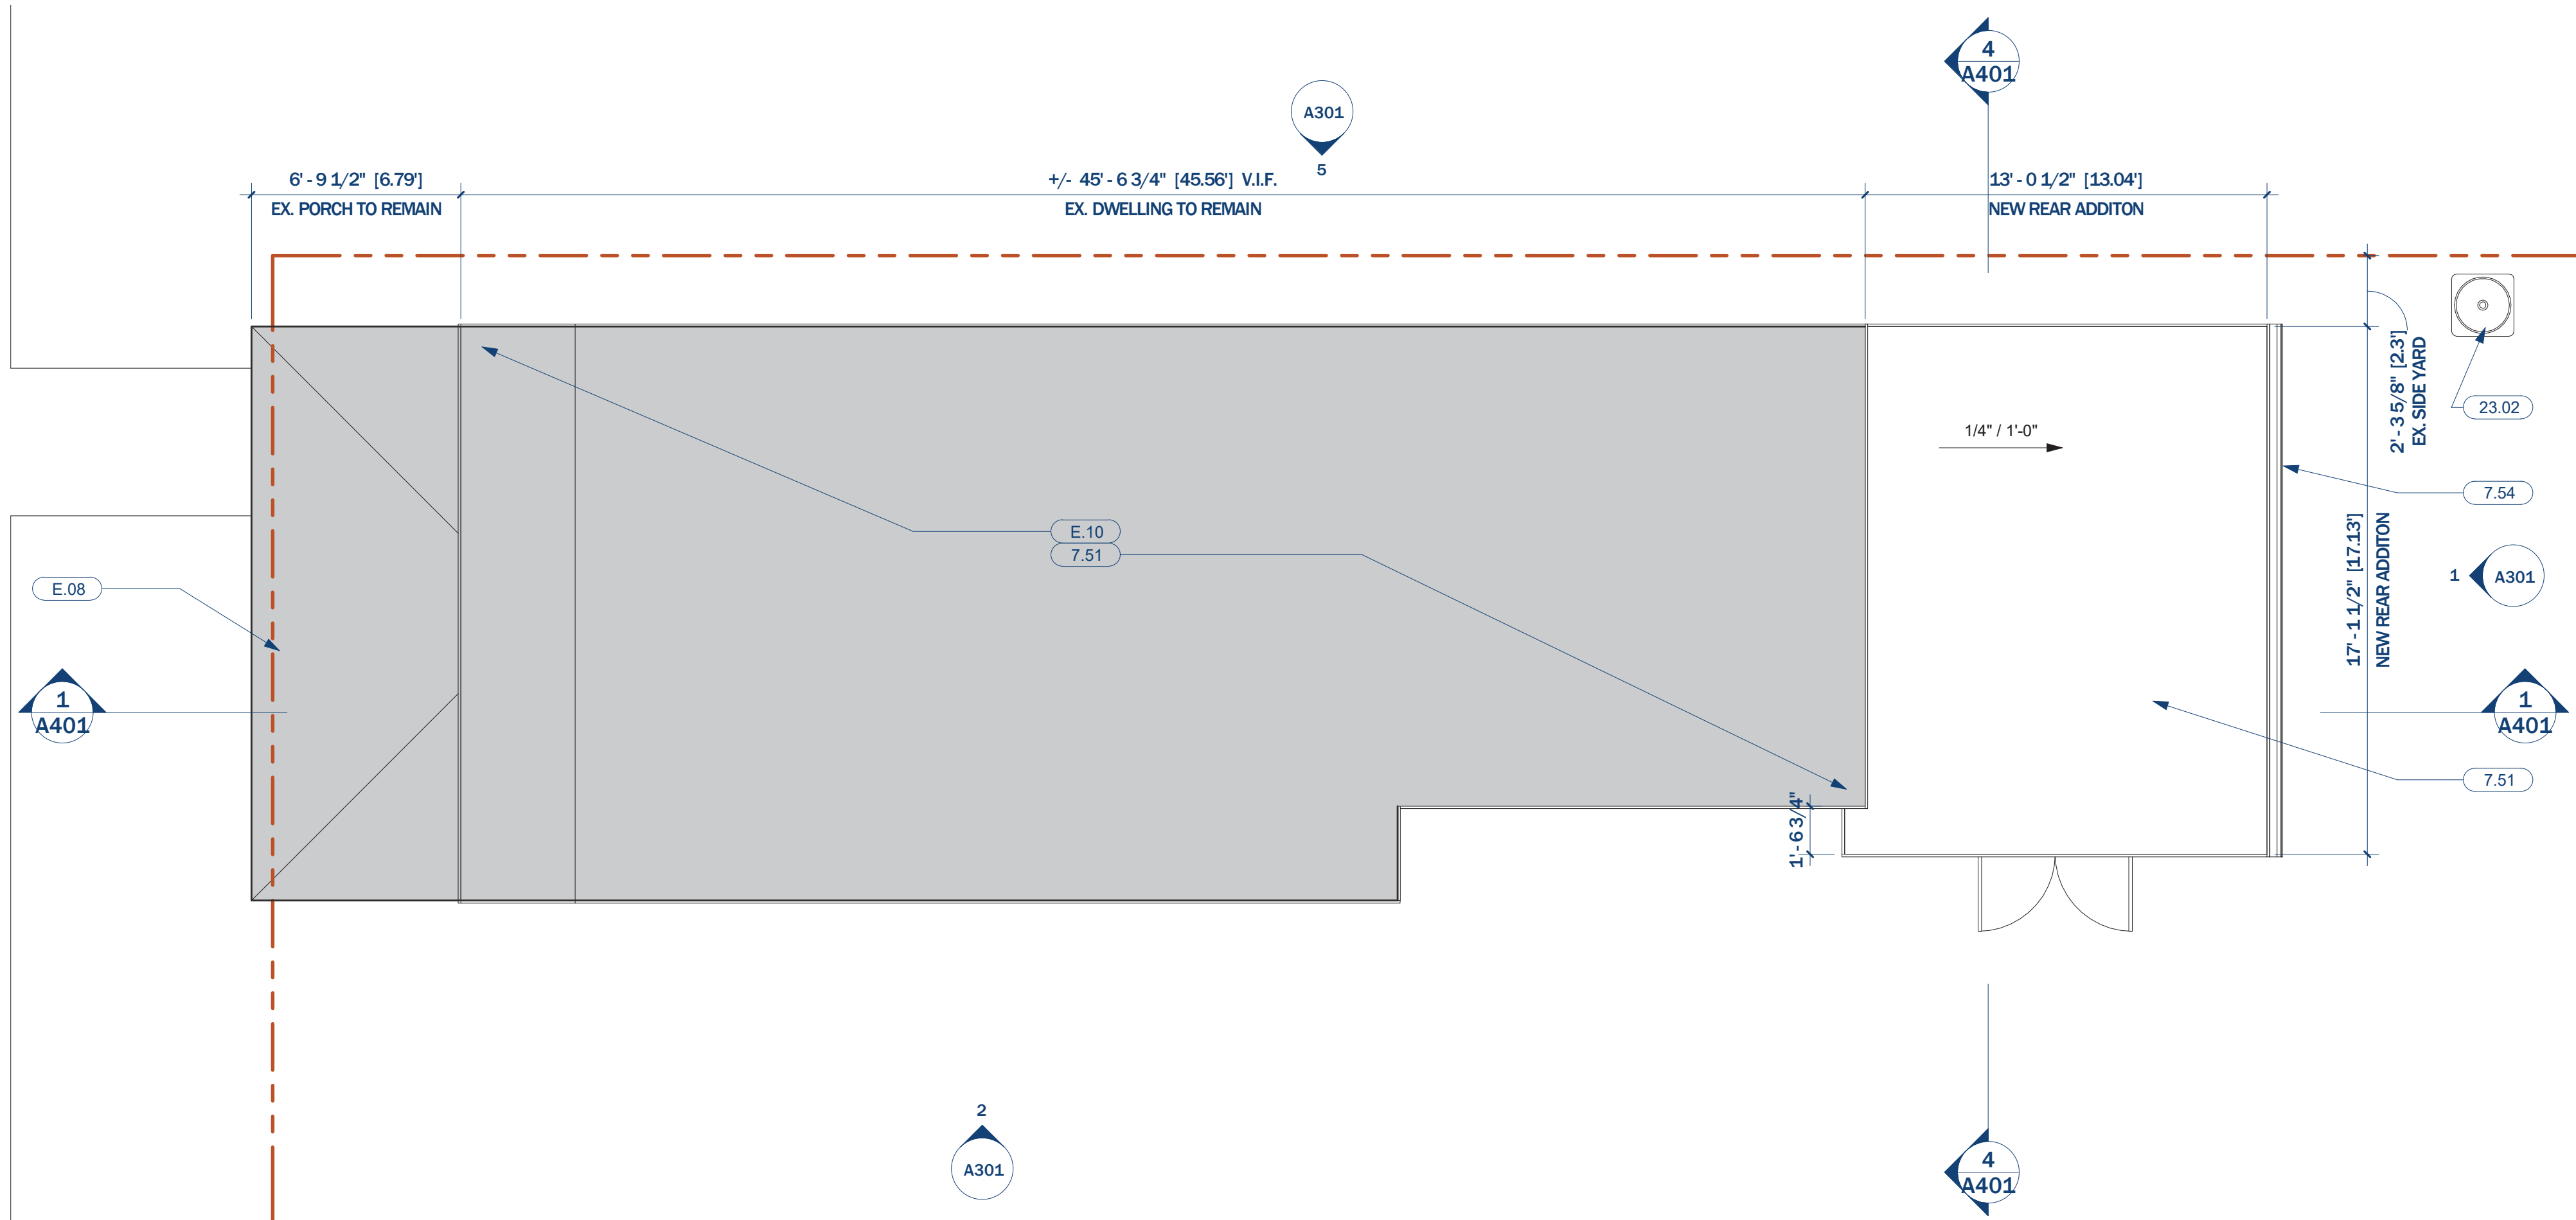 4
A401
A301
5
6' - 9 1/2" [6.79']
EX. PORCH TO REMAIN
+/- 45' - 6 3/4" [45.56'] V.I.F.
EX. DWELLING TO REMAIN
13' - 0 1/2" [13.04']
NEW REAR ADDITON
2' - 3 5/8" [2.3']
EX. SIDE YARD
23.02
1/4" / 1'-0"
7.54
E.10
7.51
17' - 1 1/2" [17.13']
NEW REAR ADDITON
1
A301
E.08
1
A401
1
A401
7.51
1' - 6 3/4"
2
A301
4
A401